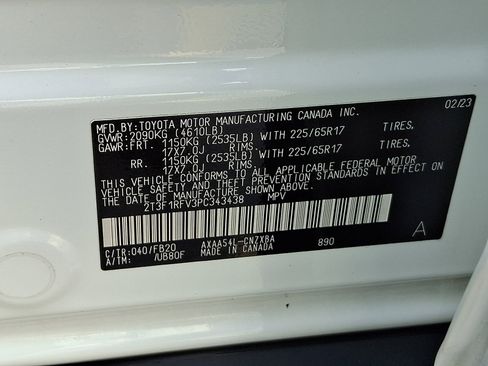 MFD.BY:TOYOTA MOTOR MANUFACTURING CANADA INC. 02/23
GVWR:2090KG (4610LB)
GAWR:FRT. 1150KG (2535LB) WITH 225/65R17 TIRES,
17X7.0J RIMS
RR. 1150KG (2535LB) WITH 225/65R17 TIRES,
17X7.0J RIMS
THIS VEHICLE CONFORMS TO ALL APPLICABLE FEDERAL MOTOR
VEHICLE SAFETY STANDARDS IN EFFECT ON
THE DATE OF MANUFACTURE SHOWN ABOVE.
2T3F1RFV3PC343438 MPV
C/TR:040/FB20 AXAA54L-CNZXBA 890 A
A/TM: /UB80F MADE IN CANADA